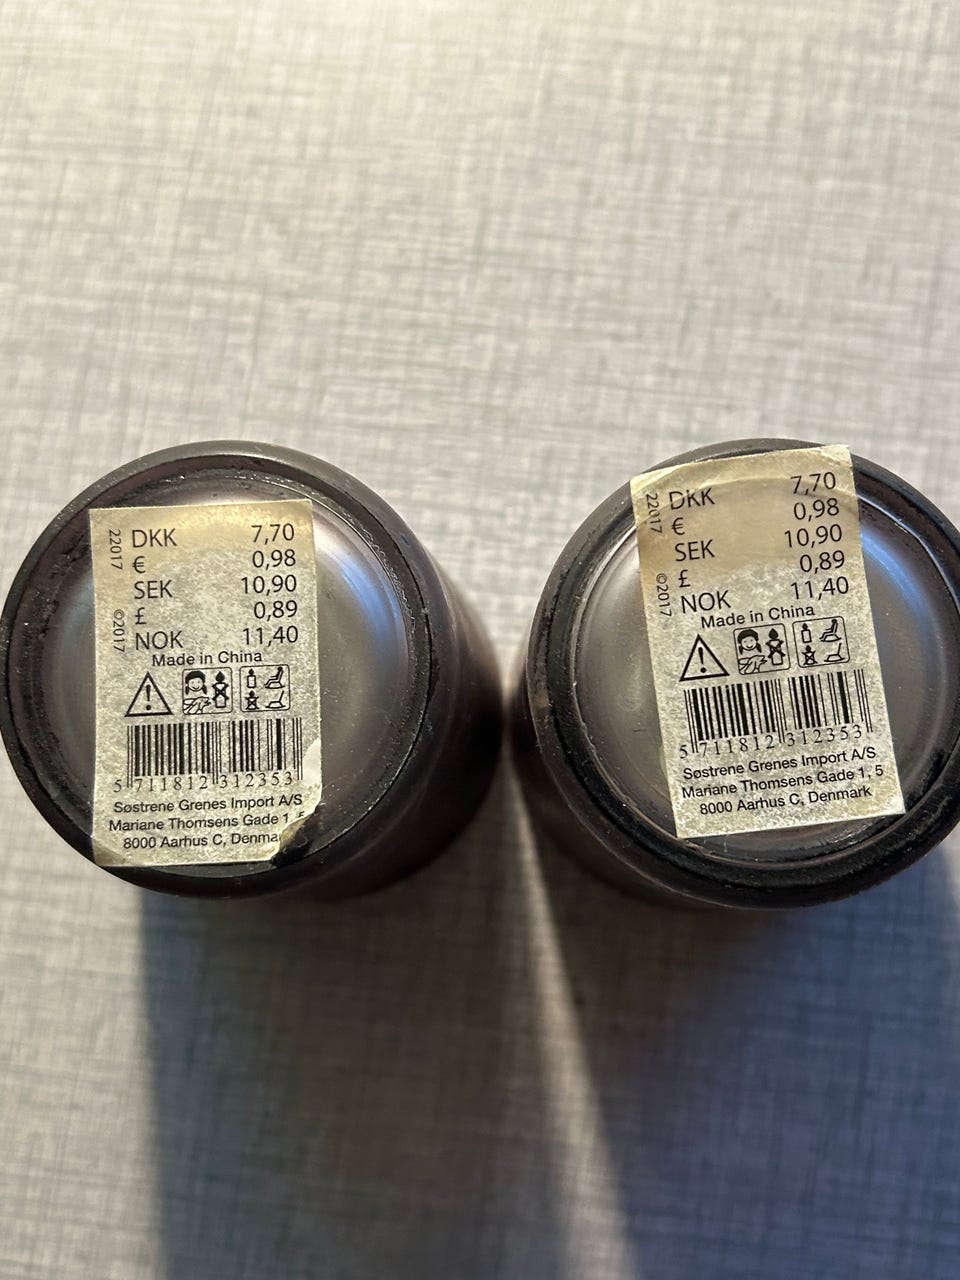 22017
©2017
DKK 7,70
€ 0,98
SEK 10,90
£ 0,89
NOK 11,40
Made in China
5 711812 312353
Søstrene Grenes Import A/S
Mariane Thomsens Gade 1, 5
8000 Aarhus C, Denma
22017
©2017
DKK 7,70
€ 0,98
SEK 10,90
£ 0,89
NOK 11,40
Made in China
5 711812 312353
Søstrene Grenes Import A/S
Mariane Thomsens Gade 1, 5
8000 Aarhus C, Denmark